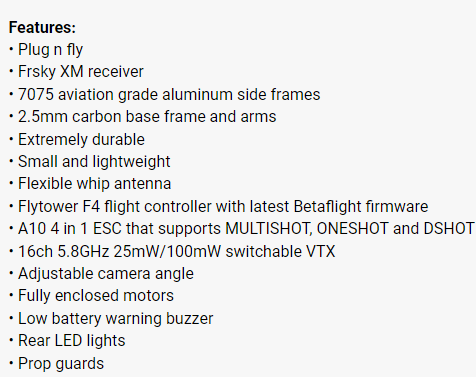 Features:
• Plug n fly
• Frsky XM receiver
• 7075 aviation grade aluminum side frames
• 2.5mm carbon base frame and arms
• Extremely durable
• Small and lightweight
• Flexible whip antenna
• Flytower F4 flight controller with latest Betaflight firmware
• A10 4 in 1 ESC that supports MULTISHOT, ONESHOT and DSHOT
• 16ch 5.8GHz 25mW/100mW switchable VTX
• Adjustable camera angle
• Fully enclosed motors
• Low battery warning buzzer
• Rear LED lights
• Prop guards